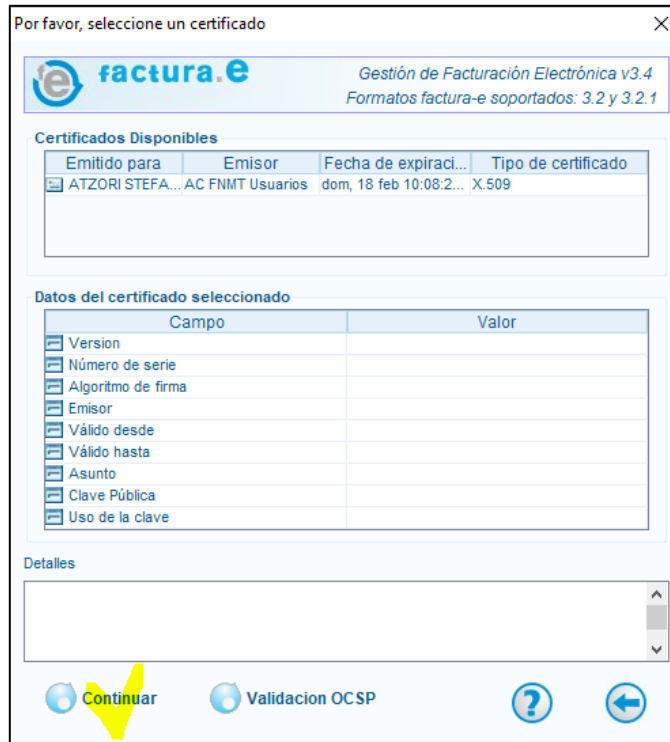 Por favor, seleccione un certificado
factura.e
Gestión de Facturación Electrónica v3.4
Formatos factura-e soportados: 3.2 y 3.2.1
Certificados Disponibles
Emitido para Emisor Fecha de expiraci... Tipo de certificado
ATZORI STEFA... AC FNMT Usuarios dom, 18 feb 10:08:2... X.509
Datos del certificado seleccionado
Campo Valor
Version
Número de serie
Algoritmo de firma
Emisor
Válido desde
Válido hasta
Asunto
Clave Pública
Uso de la clave
Detalles
Continuar Validacion OCSP ?